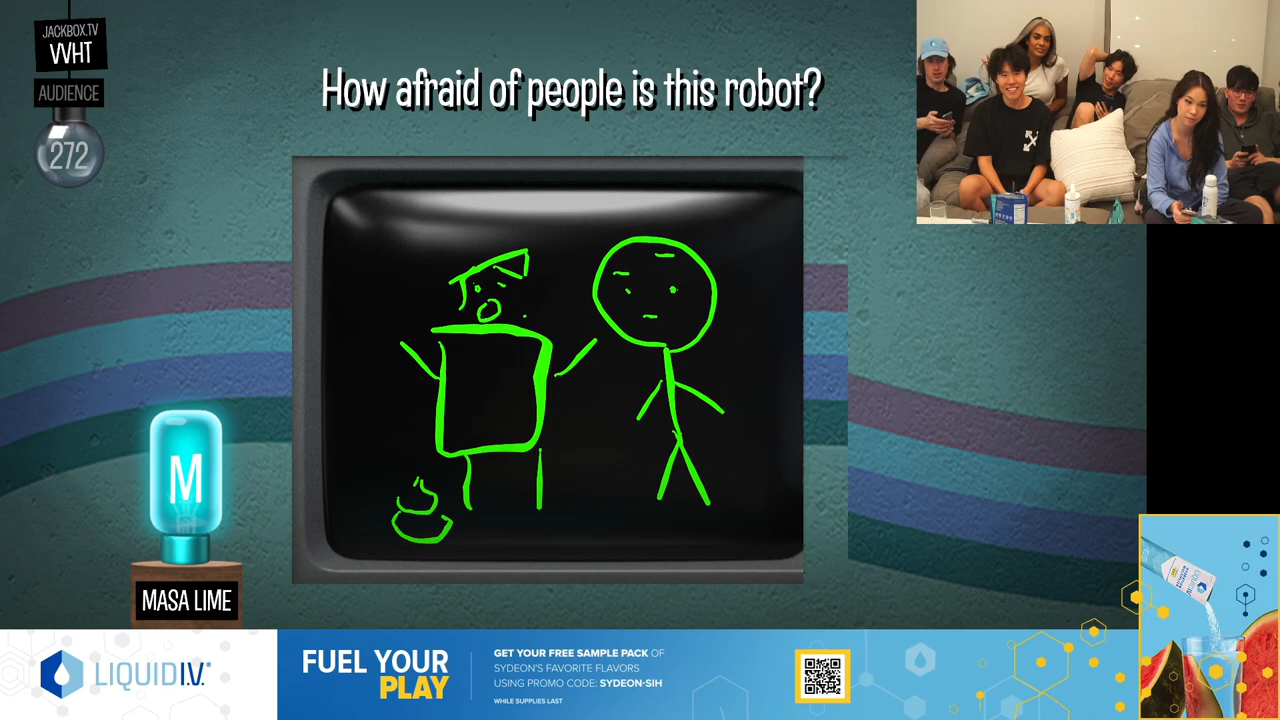 JACKBOX.TV
VVHT
AUDIENCE
272
How afraid of people is this robot?
M
MASA LIME
LIQUID I.V.
FUEL YOUR
PLAY
GET YOUR FREE SAMPLE PACK OF
SYDEON'S FAVORITE FLAVORS
USING PROMO CODE: SYDEON-SIH
WHILE SUPPLIES LAST